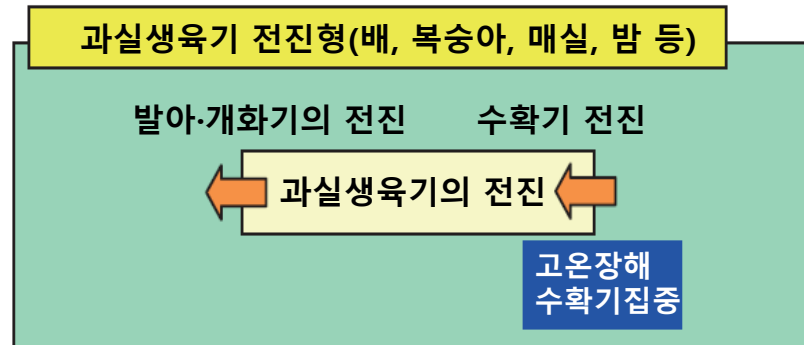 과실생육기 전진형(배, 복숭아, 매실, 밤 등)
발아·개화기의 전진 수확기 전진
과실생육기의 전진
고온장해
수확기집중